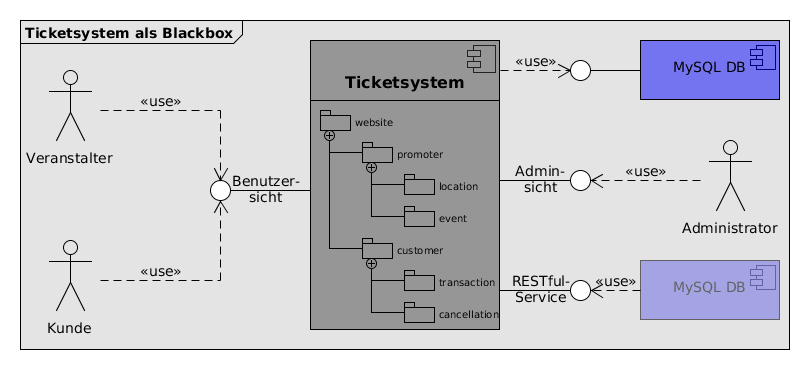 Ticketsystem als Blackbox
Veranstalter
«use»
Kunde
«use»
Benutzer-
sicht
Ticketsystem
website
promoter
location
event
customer
transaction
cancellation
«use»
MySQL DB
Admin-
sicht
«use»
Administrator
RESTful-
Service
«use»
MySQL DB